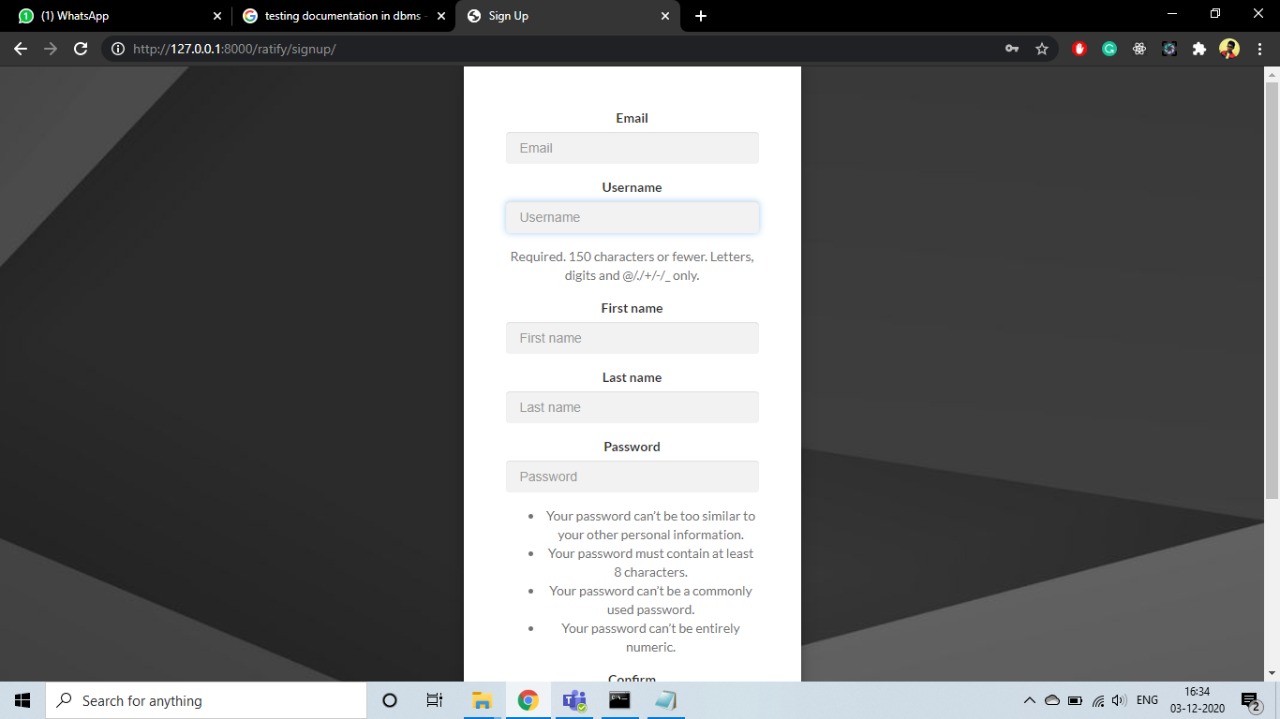 (1) WhatsApp
testing documentation in dbms -
Sign Up
http://127.0.0.1:8000/ratify/signup/
Email
Email
Username
Username
Required. 150 characters or fewer. Letters,
digits and @/./+/-/_ only.
First name
First name
Last name
Last name
Password
Password
Your password can't be too similar to
your other personal information.
Your password must contain at least
8 characters.
Your password can't be a commonly
used password.
Your password can't be entirely
numeric.
Confirm
Search for anything
ENG
16:34
03-12-2020
2